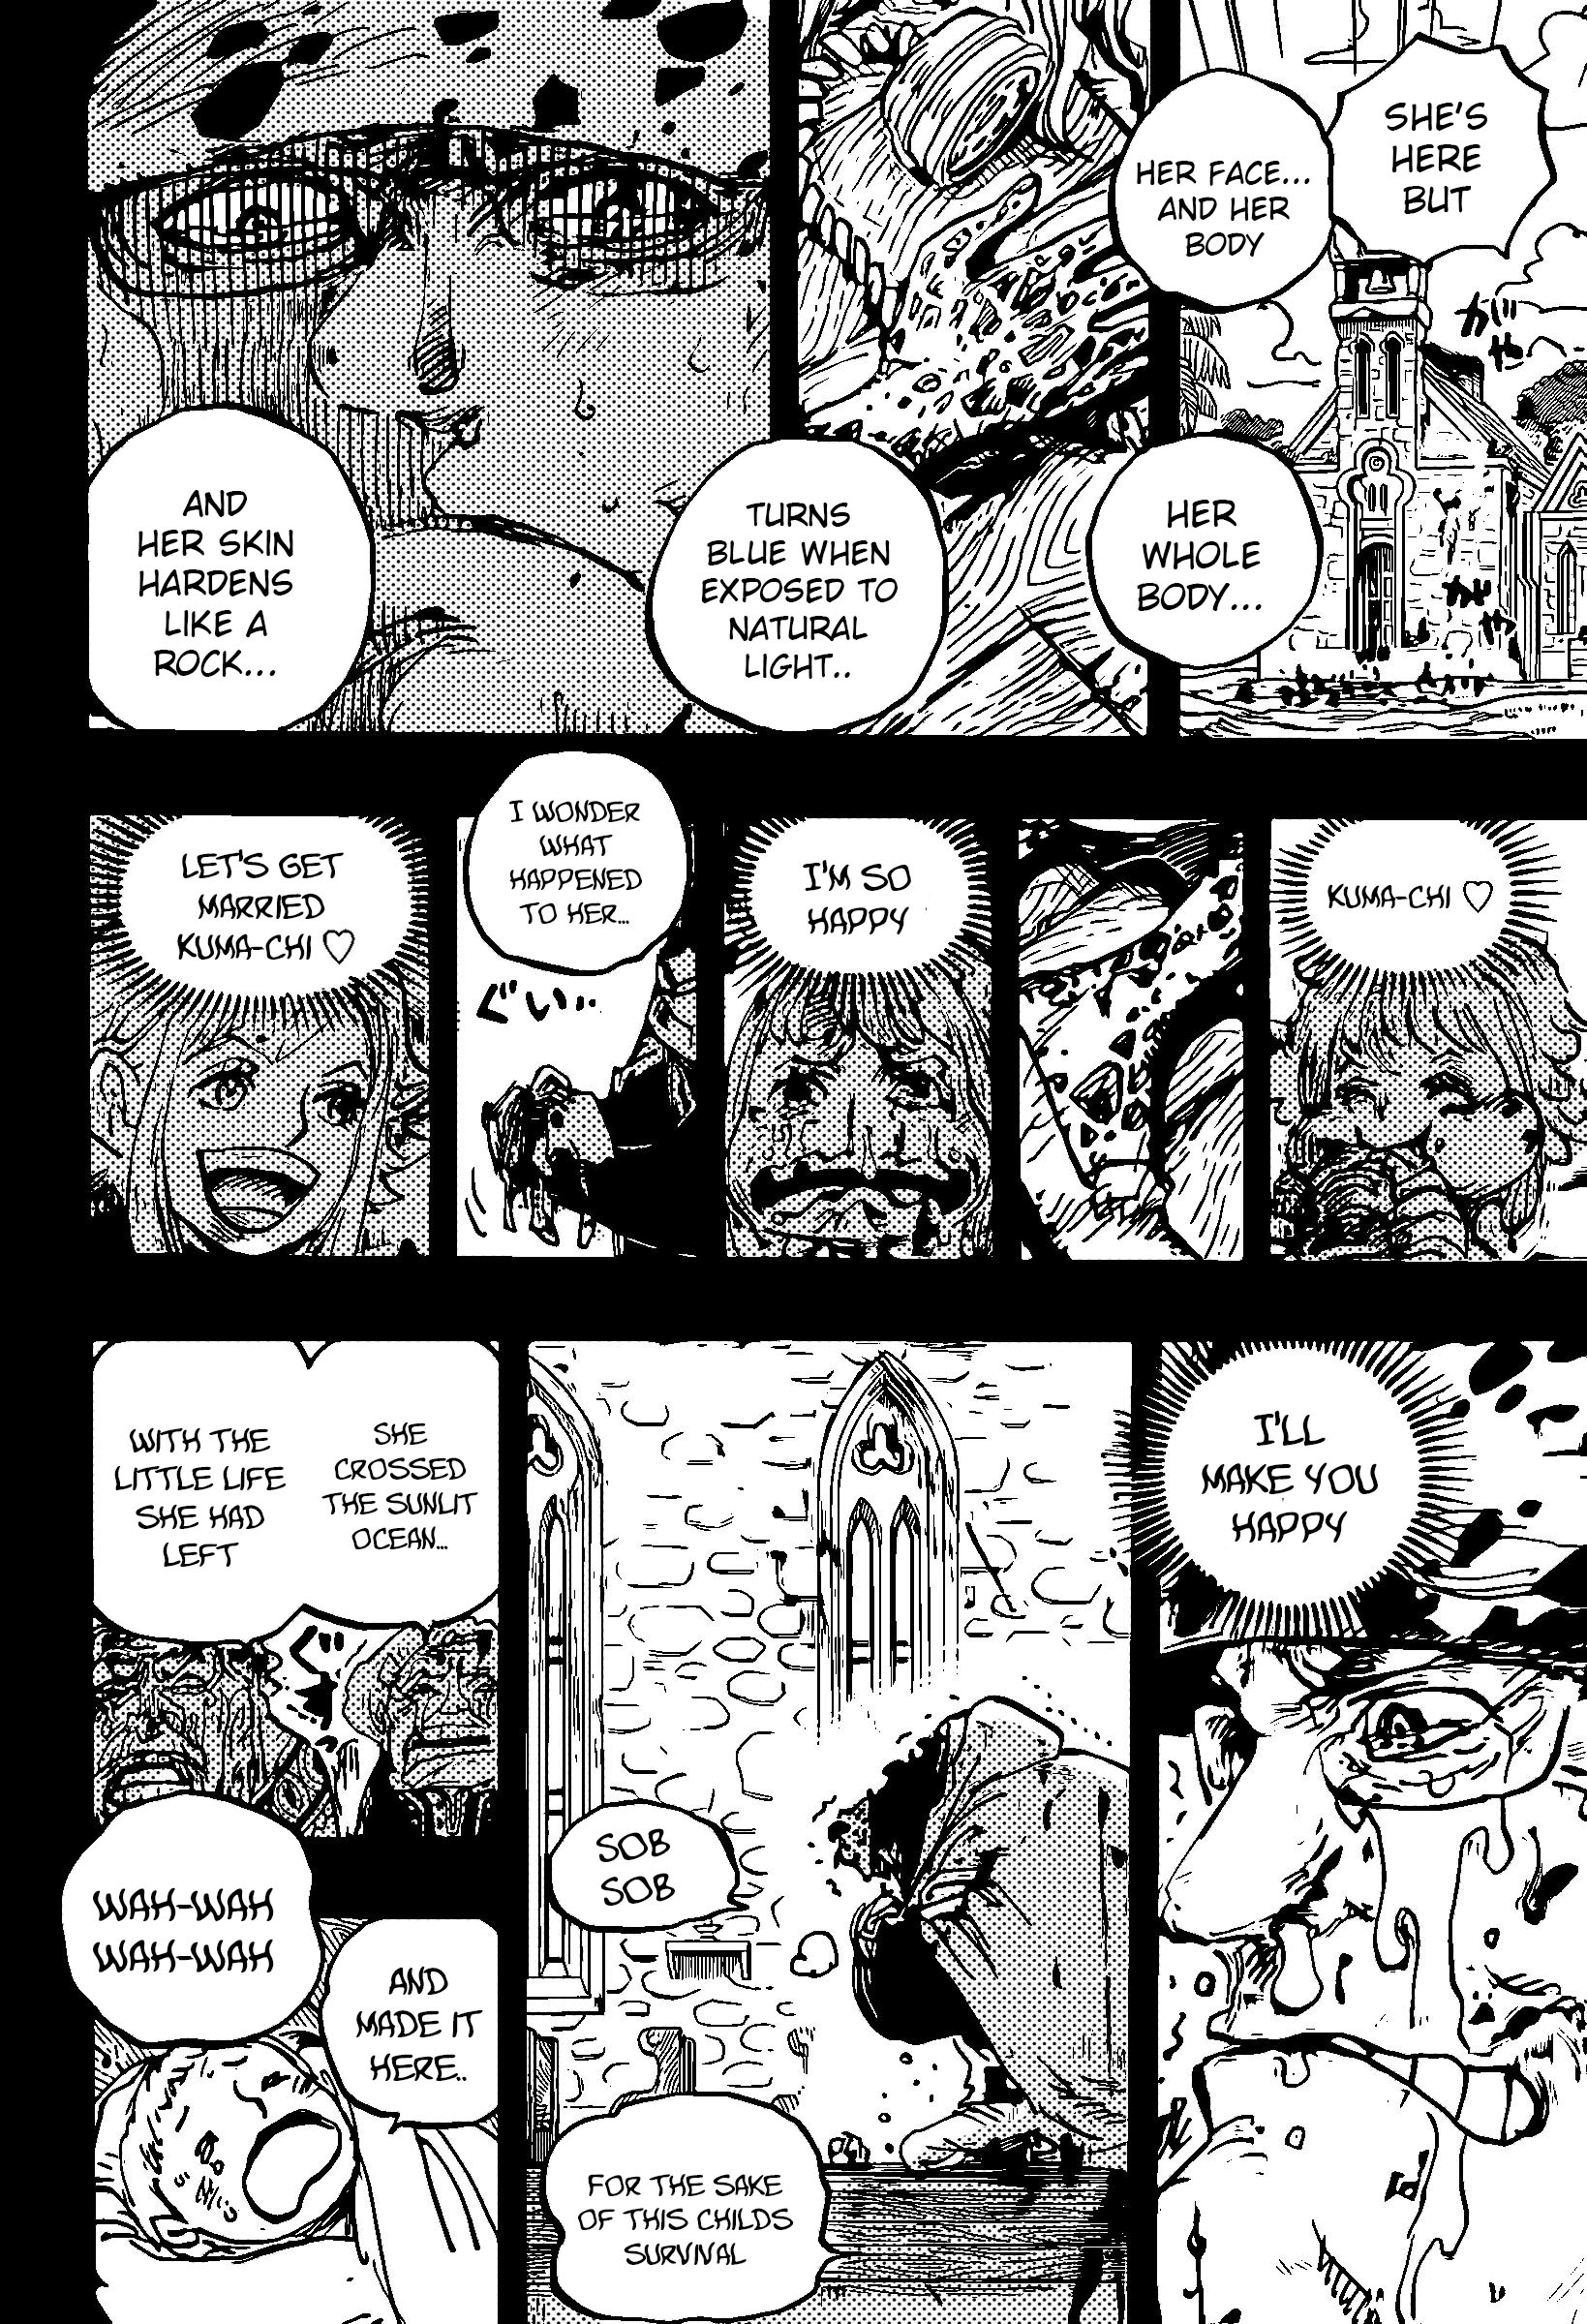 SHE'S
HERE
BUT
HER FACE...
AND HER
BODY
HER
WHOLE
BODY...
TURNS
BLUE WHEN
EXPOSED TO
NATURAL
LIGHT..
AND
HER SKIN
HARDENS
LIKE A
ROCK...
KUMA-CHI ♡
I'M SO
HAPPY
I WONDER
WHAT
HAPPENED
TO HER...
ぐい...
LET'S GET
MARRIED
KUMA-CHI ♡
I'LL
MAKE YOU
HAPPY
SOB
SOB
FOR THE SAKE
OF THIS CHILDS
SURVIVAL
SHE
CROSSED
THE SUNLIT
OCEAN...
WITH THE
LITTLE LIFE
SHE HAD
LEFT
AND
MADE IT
HERE..
WAH-WAH
WAH-WAH